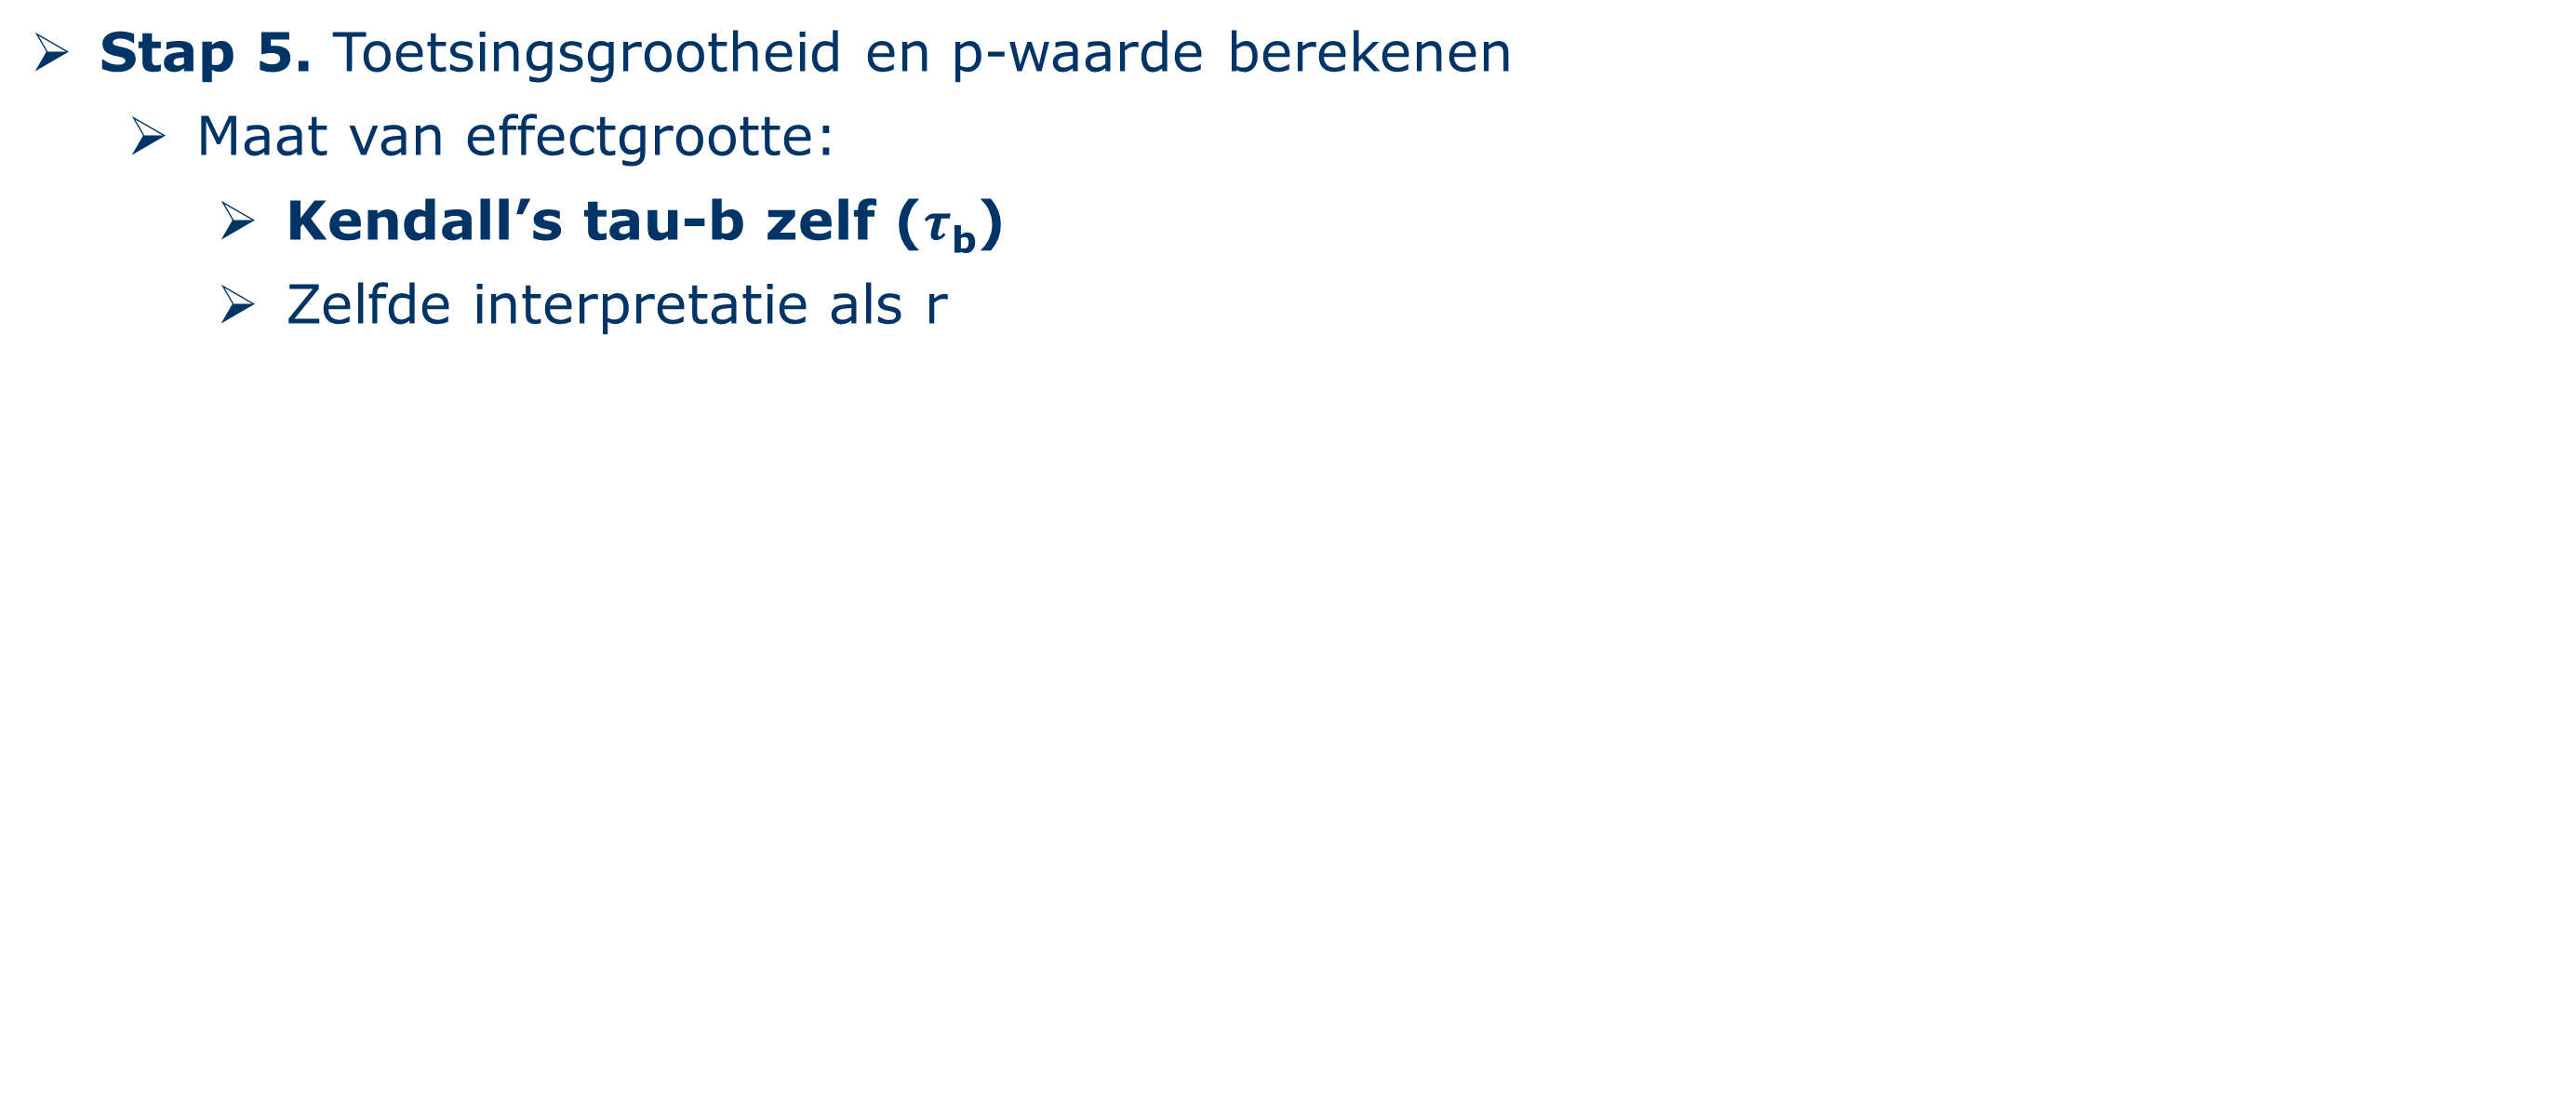 ➢ Stap 5. Toetsingsgrootheid en p-waarde berekenen
➢ Maat van effectgrootte:
➢ Kendall’s tau-b zelf (τb)
➢ Zelfde interpretatie als r